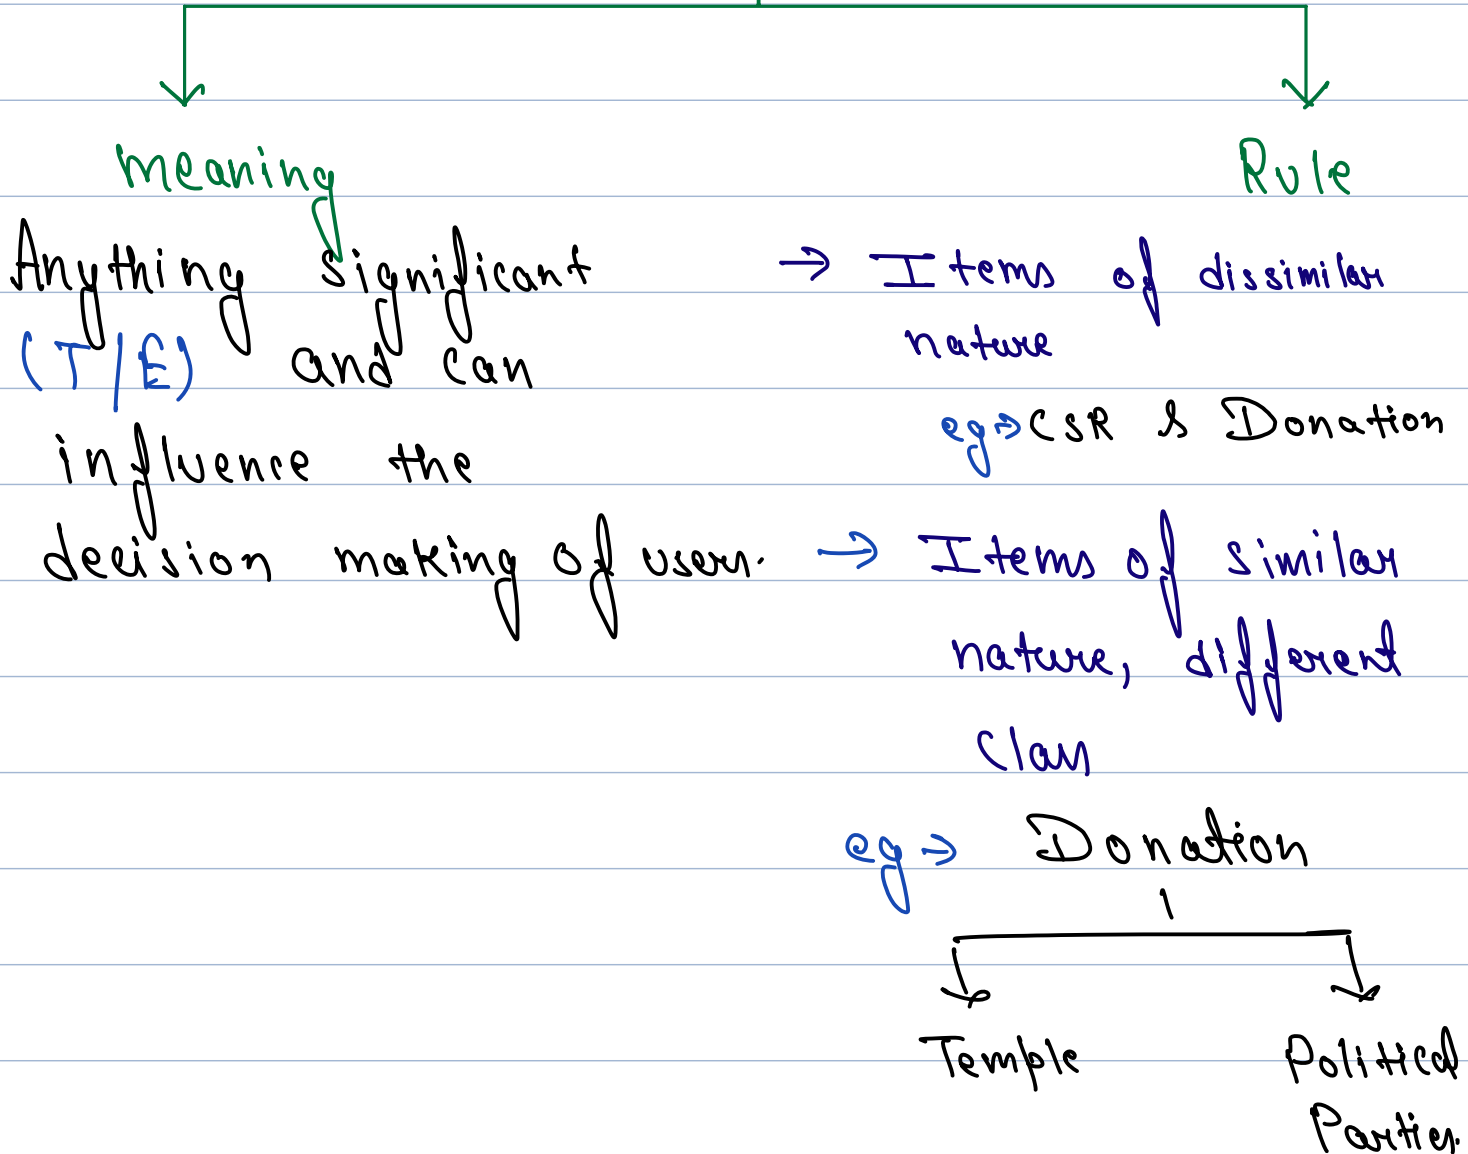 Meaning
Anything significant
(T/E) and can
influence the
decision making of users.
Rule
→ Items of dissimilar
nature
eg→ CSR & Donation
→ Items of similar
nature, different
class
eg → Donation
Temple
Political
Parties.